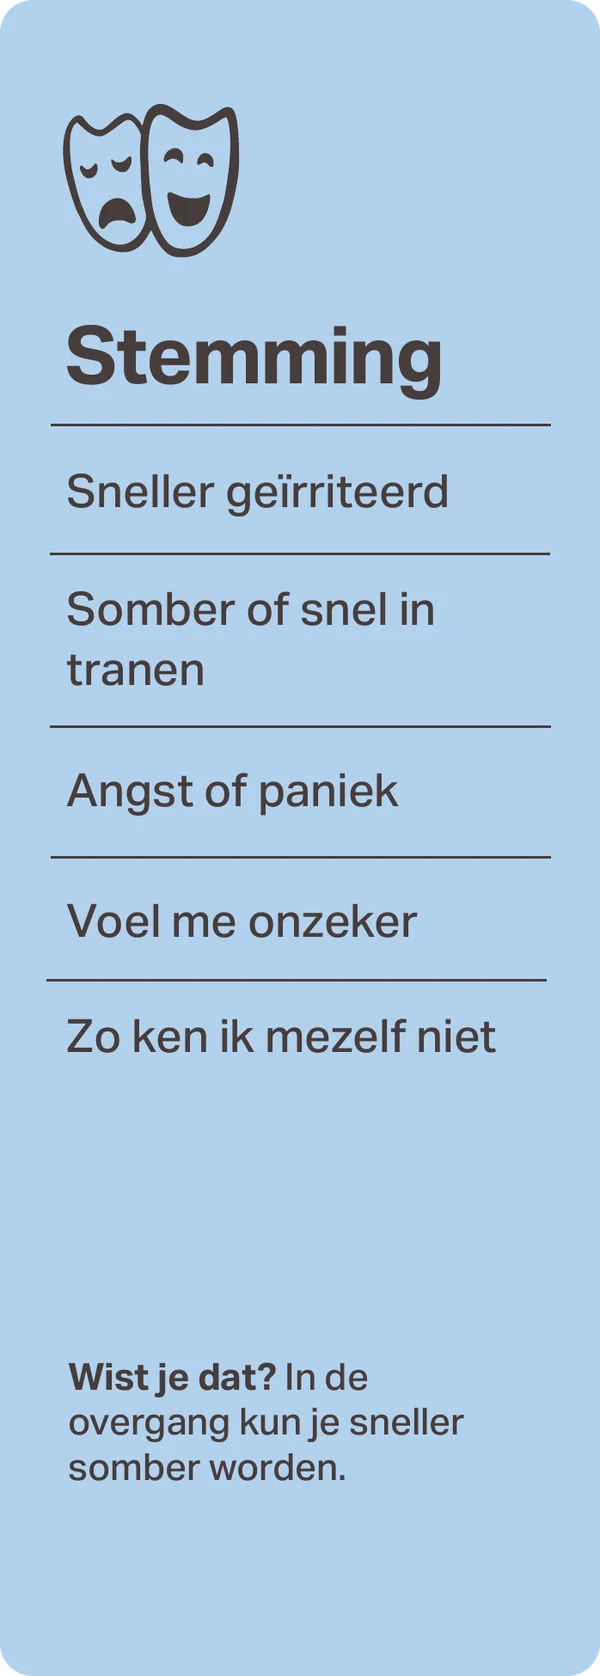 Stemming
Sneller geïrriteerd
Somber of snel in
tranen
Angst of paniek
Voel me onzeker
Zo ken ik mezelf niet
Wist je dat? In de
overgang kun je sneller
somber worden.